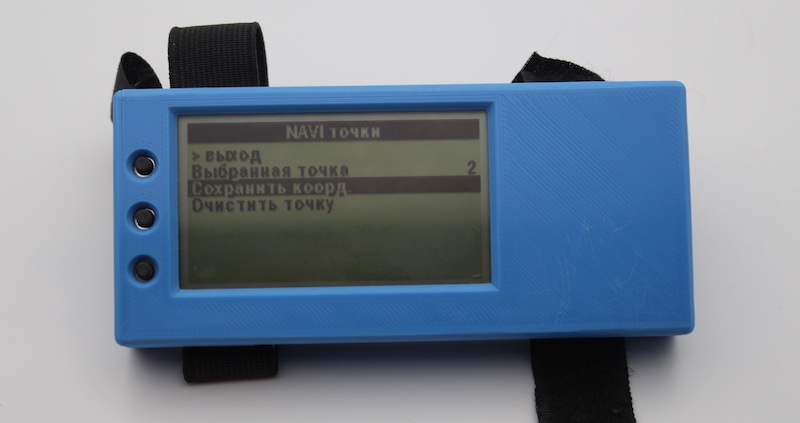 NAVI точки
> выход
Выбранная точка 2
Сохранить коорд.
Очистить точку